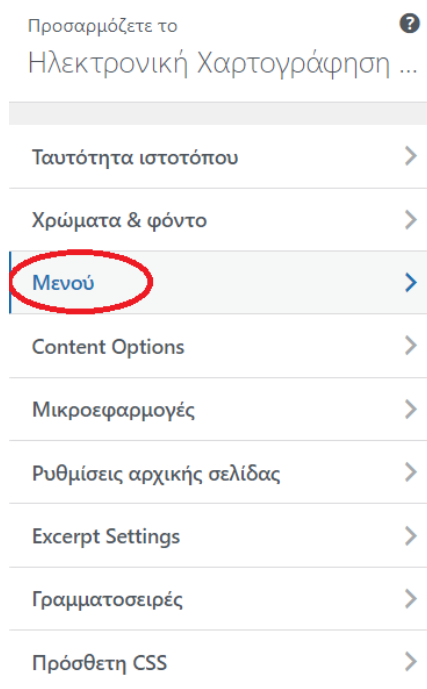 Προσαρμόζετε το
Ηλεκτρονική Χαρτογράφηση ...
Ταυτότητα ιστοτόπου
Χρώματα & φόντο
Μενού
Content Options
Μικροεφαρμογές
Ρυθμίσεις αρχικής σελίδας
Excerpt Settings
Γραμματοσειρές
Πρόσθετη CSS